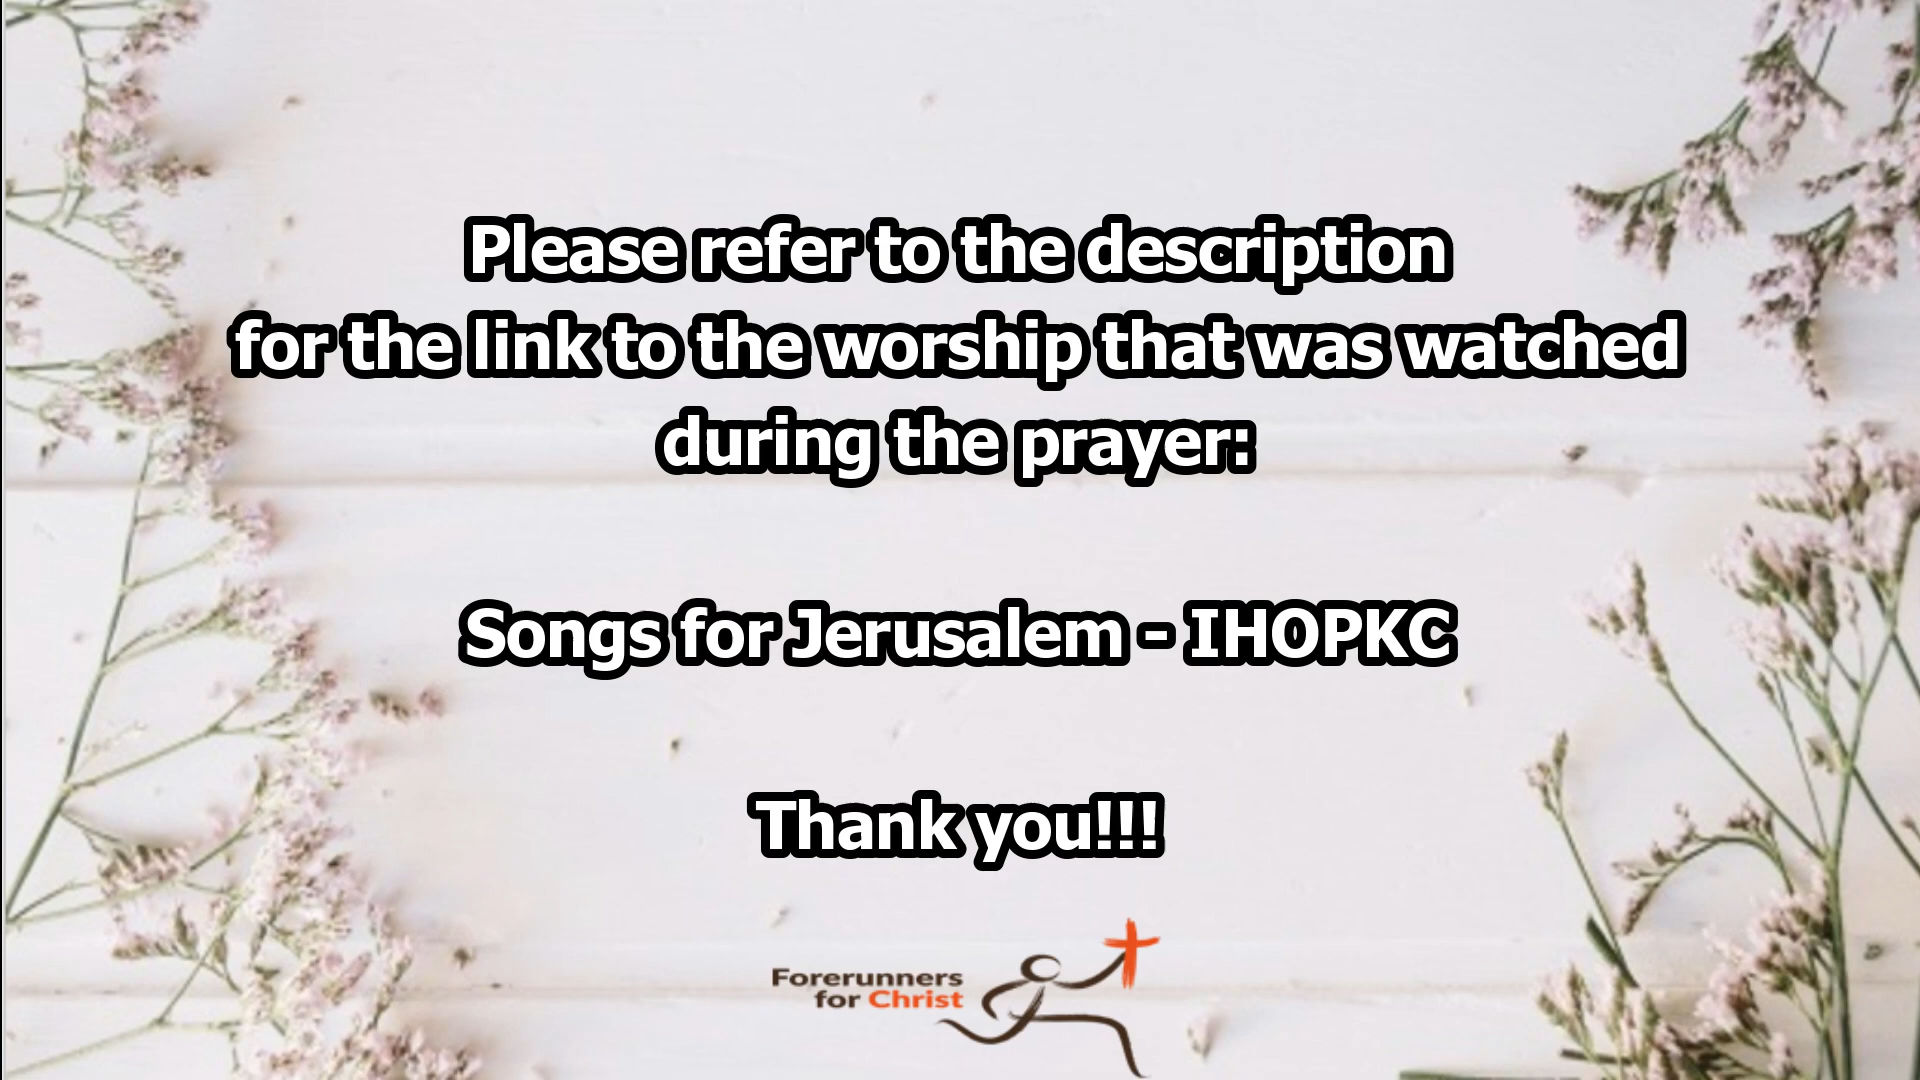 Please refer to the description
for the link to the worship that was watched
during the prayer:
Songs for Jerusalem - IHOPKC
Thank you!!!
Forerunners
for Christ